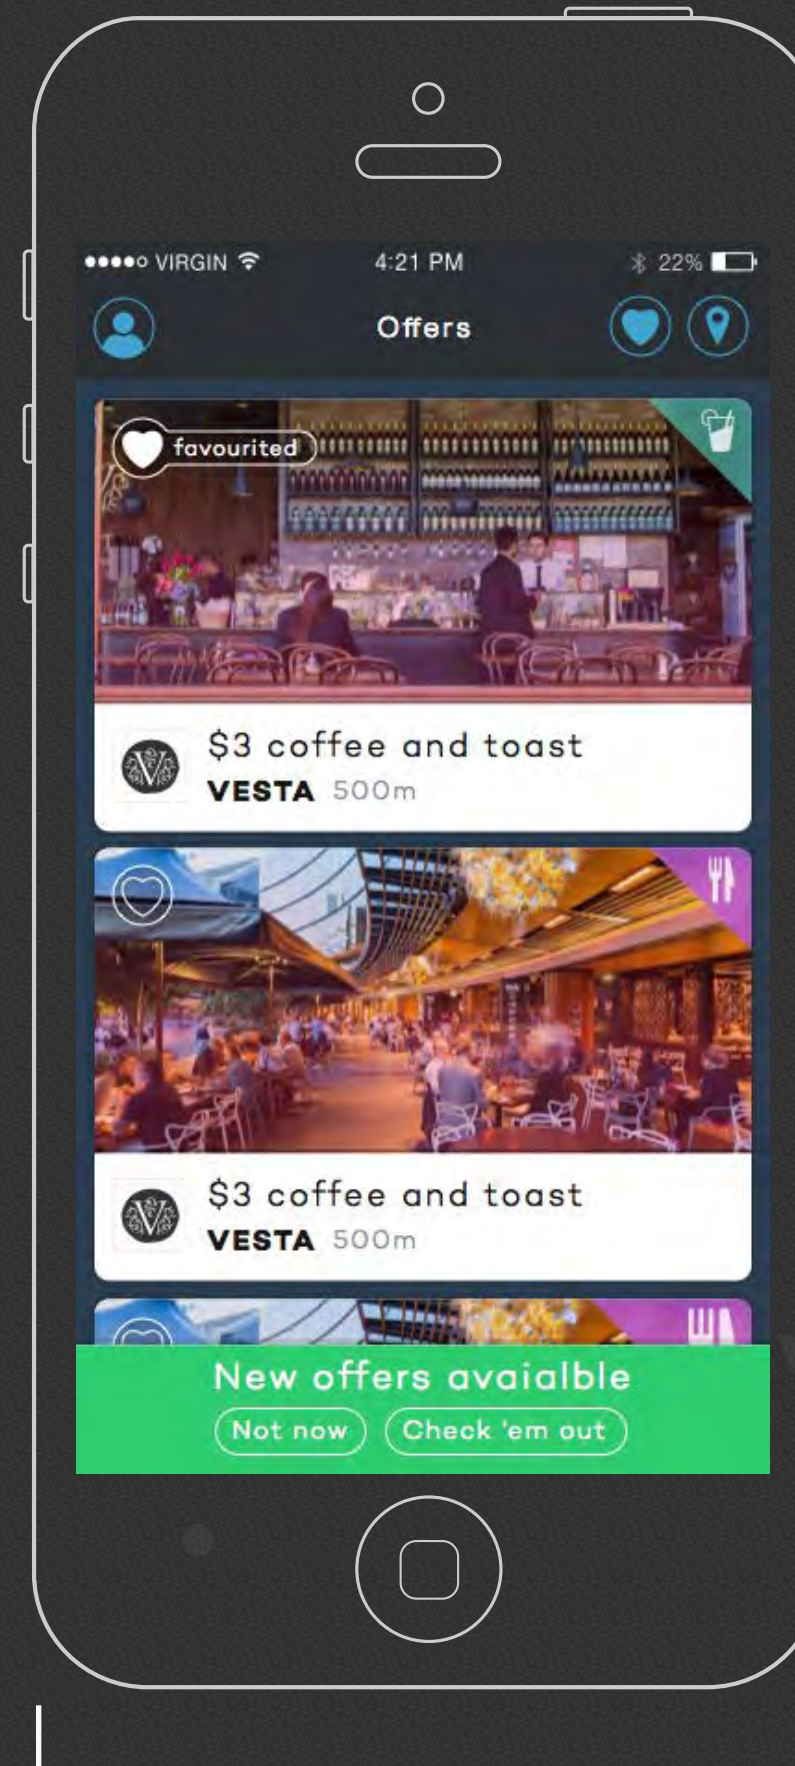 VIRGIN 4:21 PM 22%
Offers
favourited
$3 coffee and toast
VESTA 500m
$3 coffee and toast
VESTA 500m
New offers avaialble
Not now Check 'em out